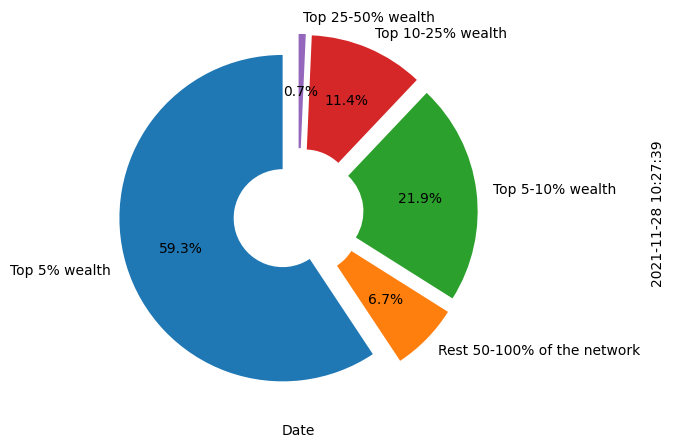 Top 25-50% wealth
Top 10-25% wealth
0.7%
11.4%
21.9%
Top 5-10% wealth
59.3%
Top 5% wealth
6.7%
Rest 50-100% of the network
2021-11-28 10:27:39
Date